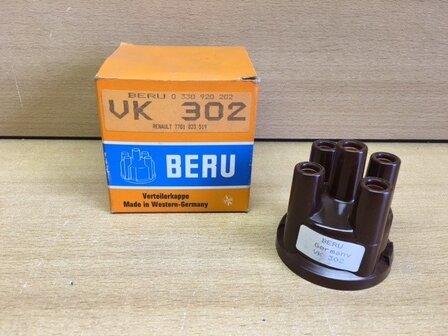 BERU 0 330 920 202
VK 302
RENAULT 7701 023 519
BERU
Verteilerkappe
Made in Western-Germany
BERU
Germany
VK 302